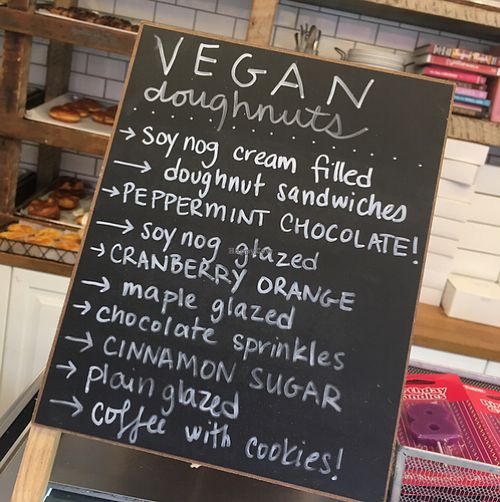 VEGAN
doughnuts
→ Soy nog cream filled
→ doughnut sandwiches
→ PEPPERMINT CHOCOLATE!
→ soy nog glazed
→ CRANBERRY ORANGE
→ maple glazed
→ chocolate sprinkles
→ CINNAMON SUGAR
→ plain glazed
→ coffee with cookies!